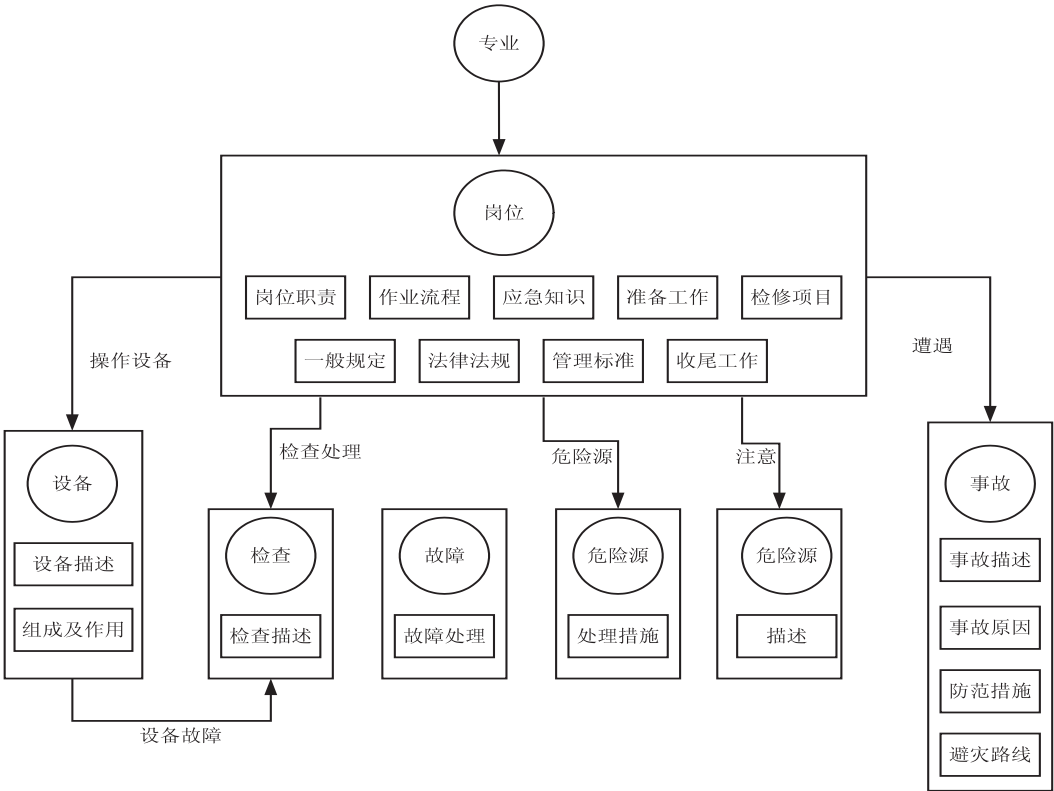 专业
岗位
岗位职责 作业流程 应急知识 准备工作 检修项目
一般规定 法律法规 管理标准 收尾工作
操作设备
遭遇
检查处理
危险源
注意
设备
设备描述
组成及作用
检查
检查描述
故障
故障处理
危险源
处理措施
危险源
描述
事故
事故描述
事故原因
防范措施
避灾路线
设备故障